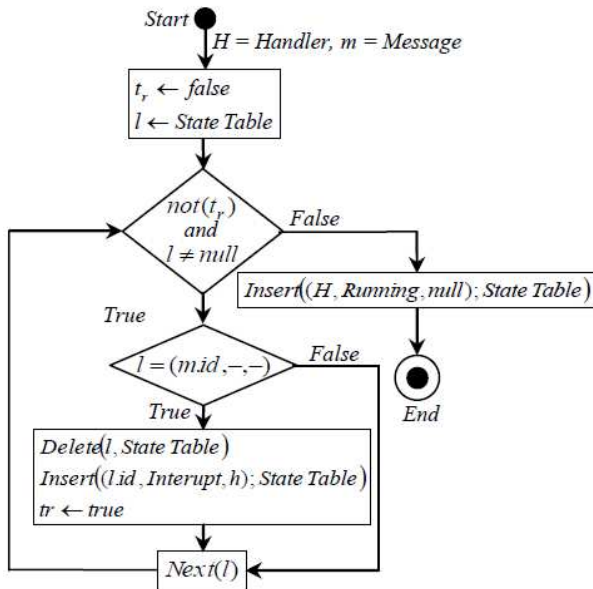 Start
H = Handler, m = Message
t_r ← false
l ← State Table
not(t_r)
and
l ≠ null
False
Insert((H, Running, null); State Table)
True
l = (m.id, −, −)
False
End
True
Delete(l, State Table)
Insert((l.id, Interupt, h); State Table)
tr ← true
Next(l)